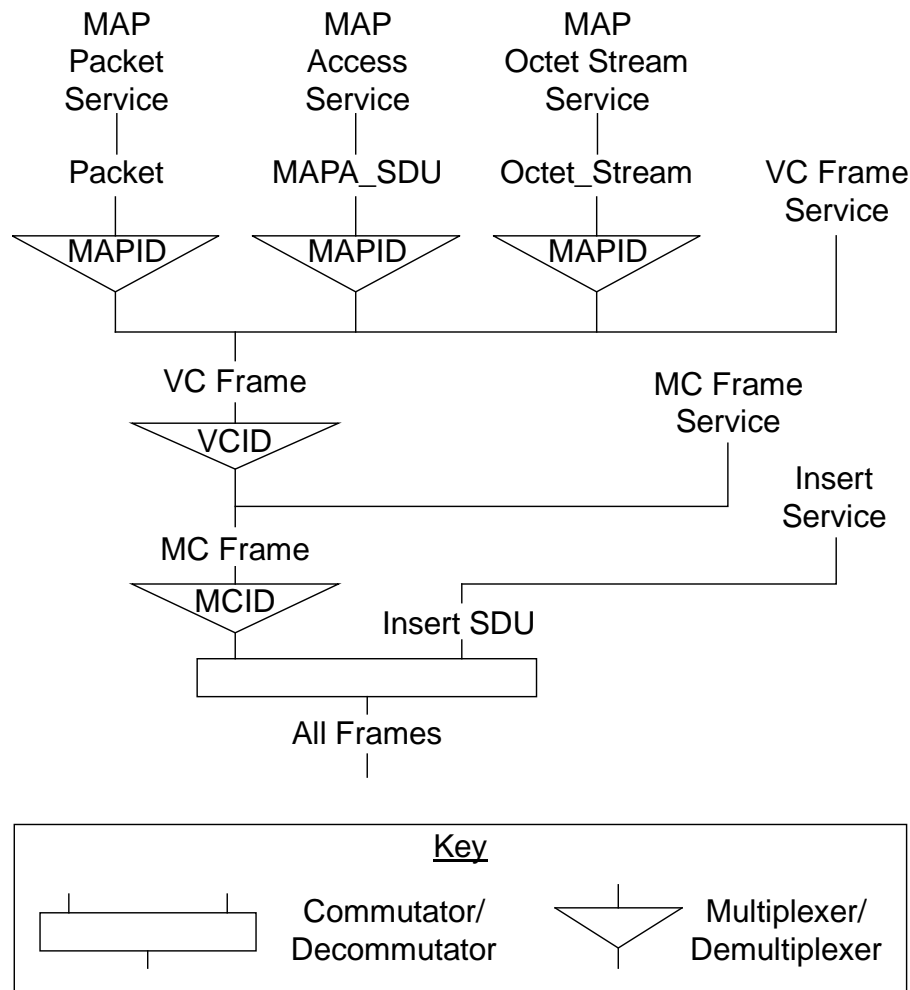 MAP
Packet
Service
MAP
Access
Service
MAP
Octet Stream
Service
Packet
MAPA_SDU
Octet_Stream
VC Frame
Service
MAPID
MAPID
MAPID
VC Frame
MC Frame
Service
VCID
Insert
Service
MC Frame
MCID
Insert SDU
All Frames
Key
Commutator/
Decommutator
Multiplexer/
Demultiplexer